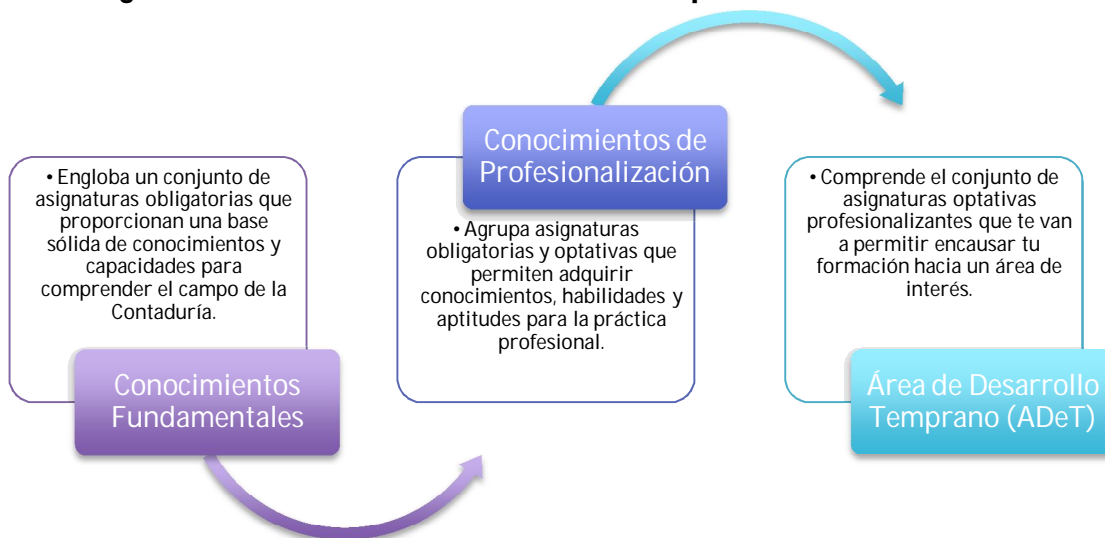 • Engloba un conjunto de
asignaturas obligatorias que
proporcionan una base
sólida de conocimientos y
capacidades para
comprender el campo de la
Contaduría.
Conocimientos
Fundamentales
Conocimientos de
Profesionalización
• Agrupa asignaturas
obligatorias y optativas que
permiten adquirir
conocimientos, habilidades y
aptitudes para la práctica
profesional.
• Comprende el conjunto de
asignaturas optativas
profesionalizantes que te van
a permitir encausar tu
formación hacia un área de
interés.
Área de Desarrollo
Temprano (ADeT)